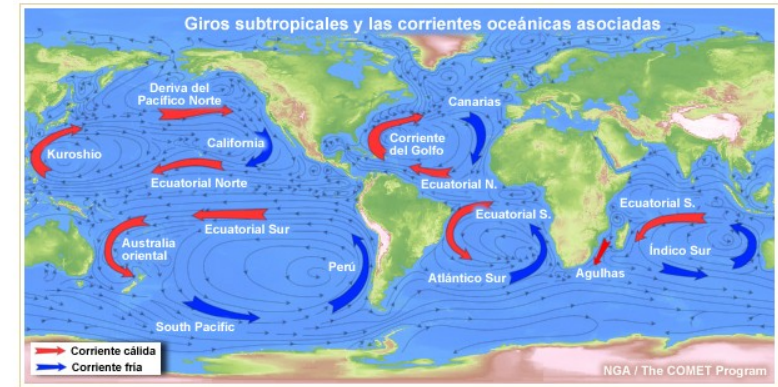 Giros subtropicales y las corrientes oceánicas asociadas
Deriva del
Pacífico Norte
Canarias
California
Corriente
del Golfo
Kuroshio
Ecuatorial Norte
Ecuatorial N.
Ecuatorial S.
Ecuatorial S.
Ecuatorial Sur
Australia
oriental
Índico Sur
Perú
Atlántico Sur
Agulhas
South Pacific
Corriente cálida
Corriente fría
NGA / The COMET Program